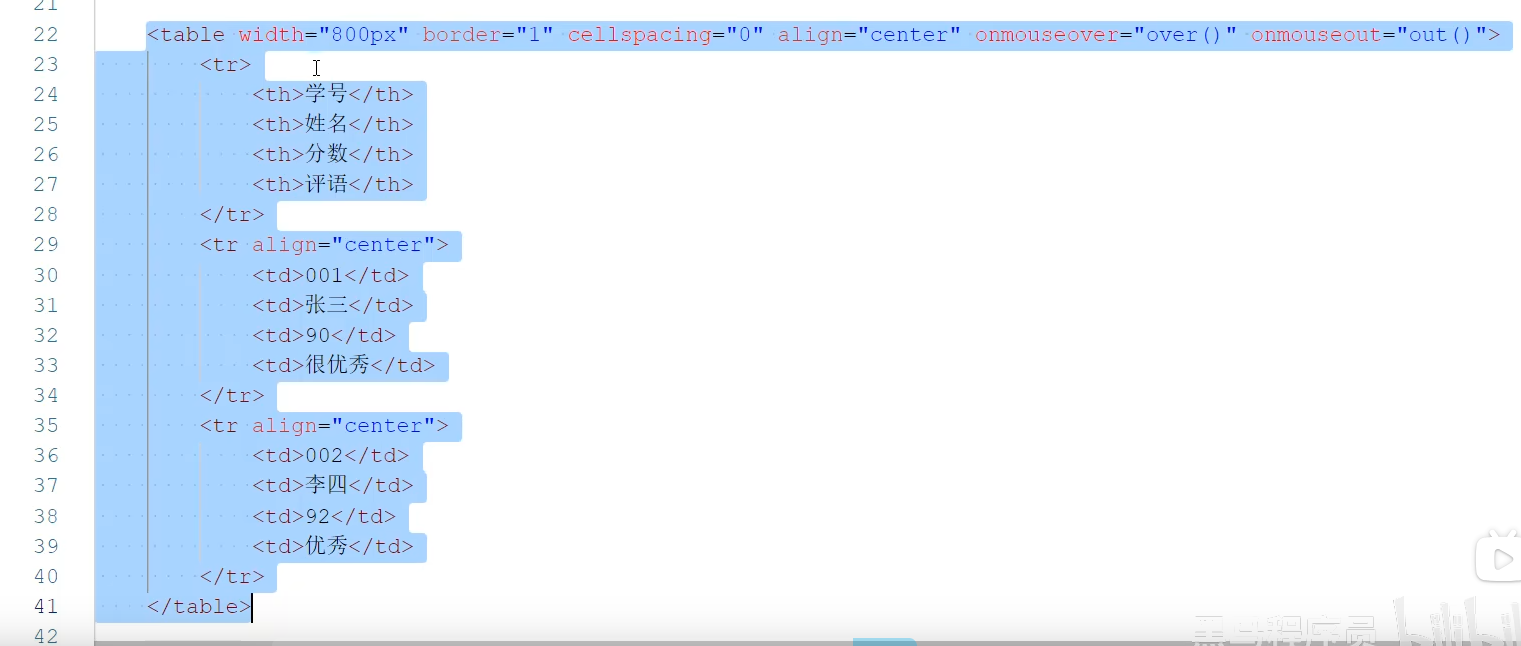 21
22 <table width="800px" border="1" cellspacing="0" align="center" onmouseover="over()" onmouseout="out()">
23 <tr>
24 <th>学号</th>
25 <th>姓名</th>
26 <th>分数</th>
27 <th>评语</th>
28 </tr>
29 <tr align="center">
30 <td>001</td>
31 <td>张三</td>
32 <td>90</td>
33 <td>很优秀</td>
34 </tr>
35 <tr align="center">
36 <td>002</td>
37 <td>李四</td>
38 <td>92</td>
39 <td>优秀</td>
40 </tr>
41 </table>
42
黑马程序员 bilibili